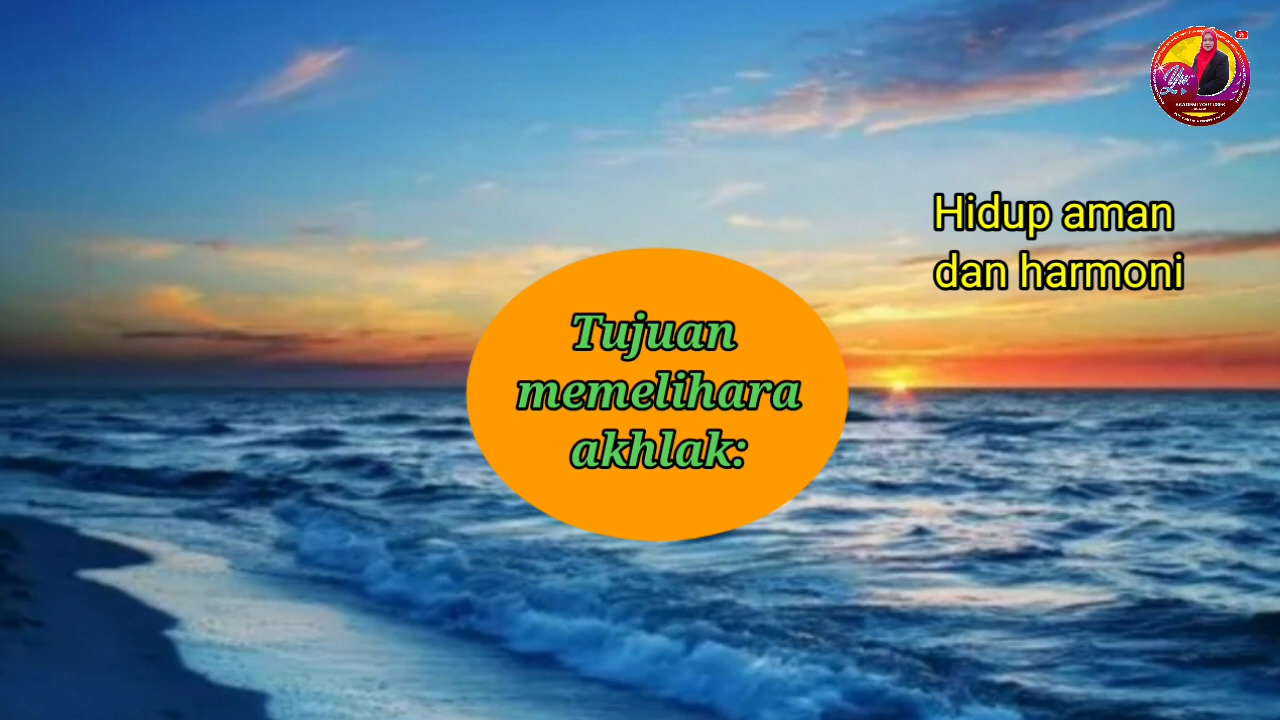 Hidup aman
dan harmoni
Tujuan
memelihara
akhlak: